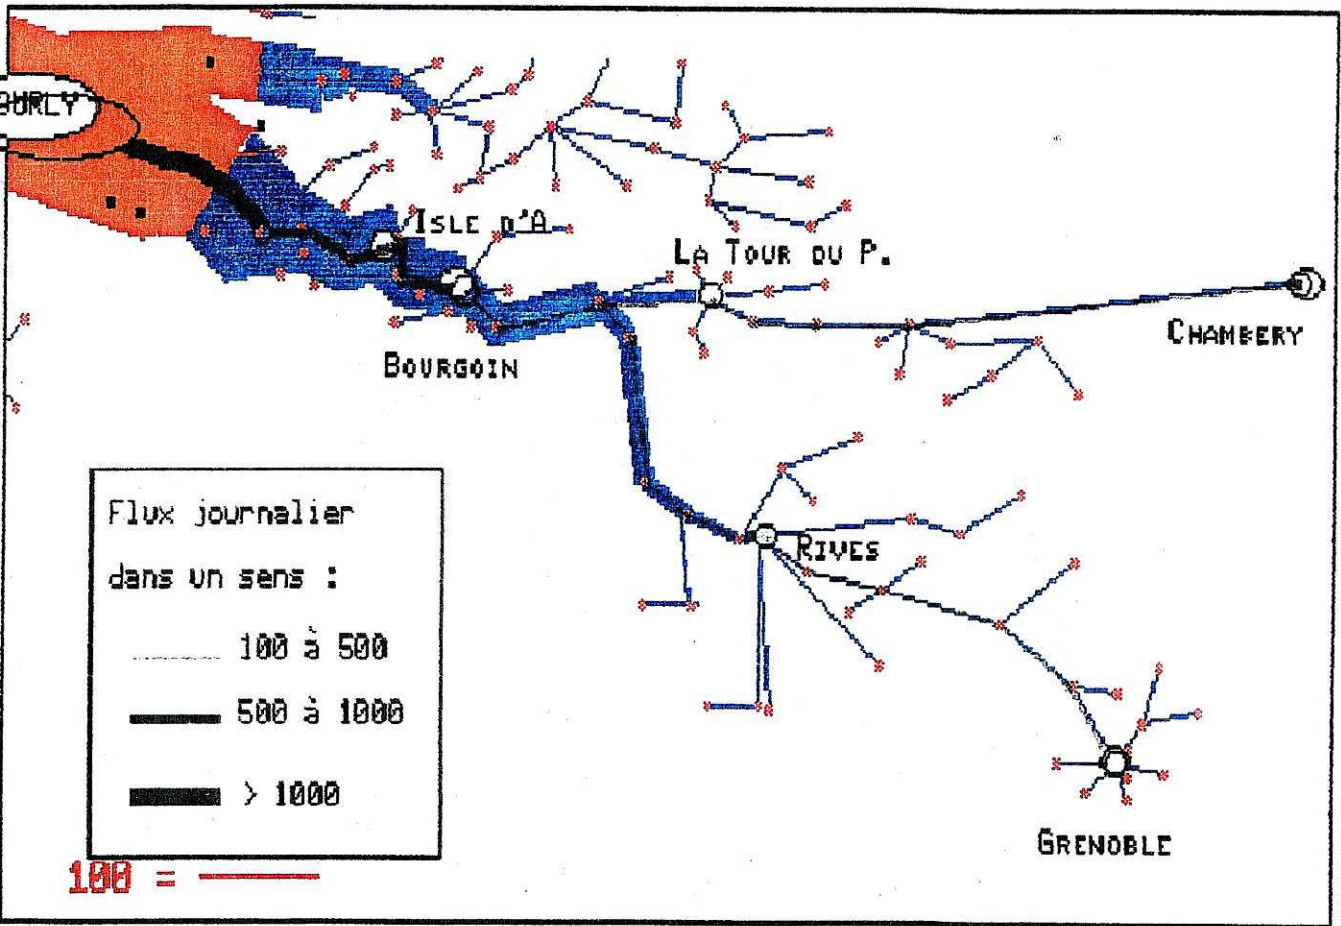 OURLY
ISLE D'A
LA TOUR DU P.
CHAMBERY
BOURGOIN
RIVES
GRENOBLE
Flux journalier
dans un sens :
100 à 500
500 à 1000
> 1000
100 =